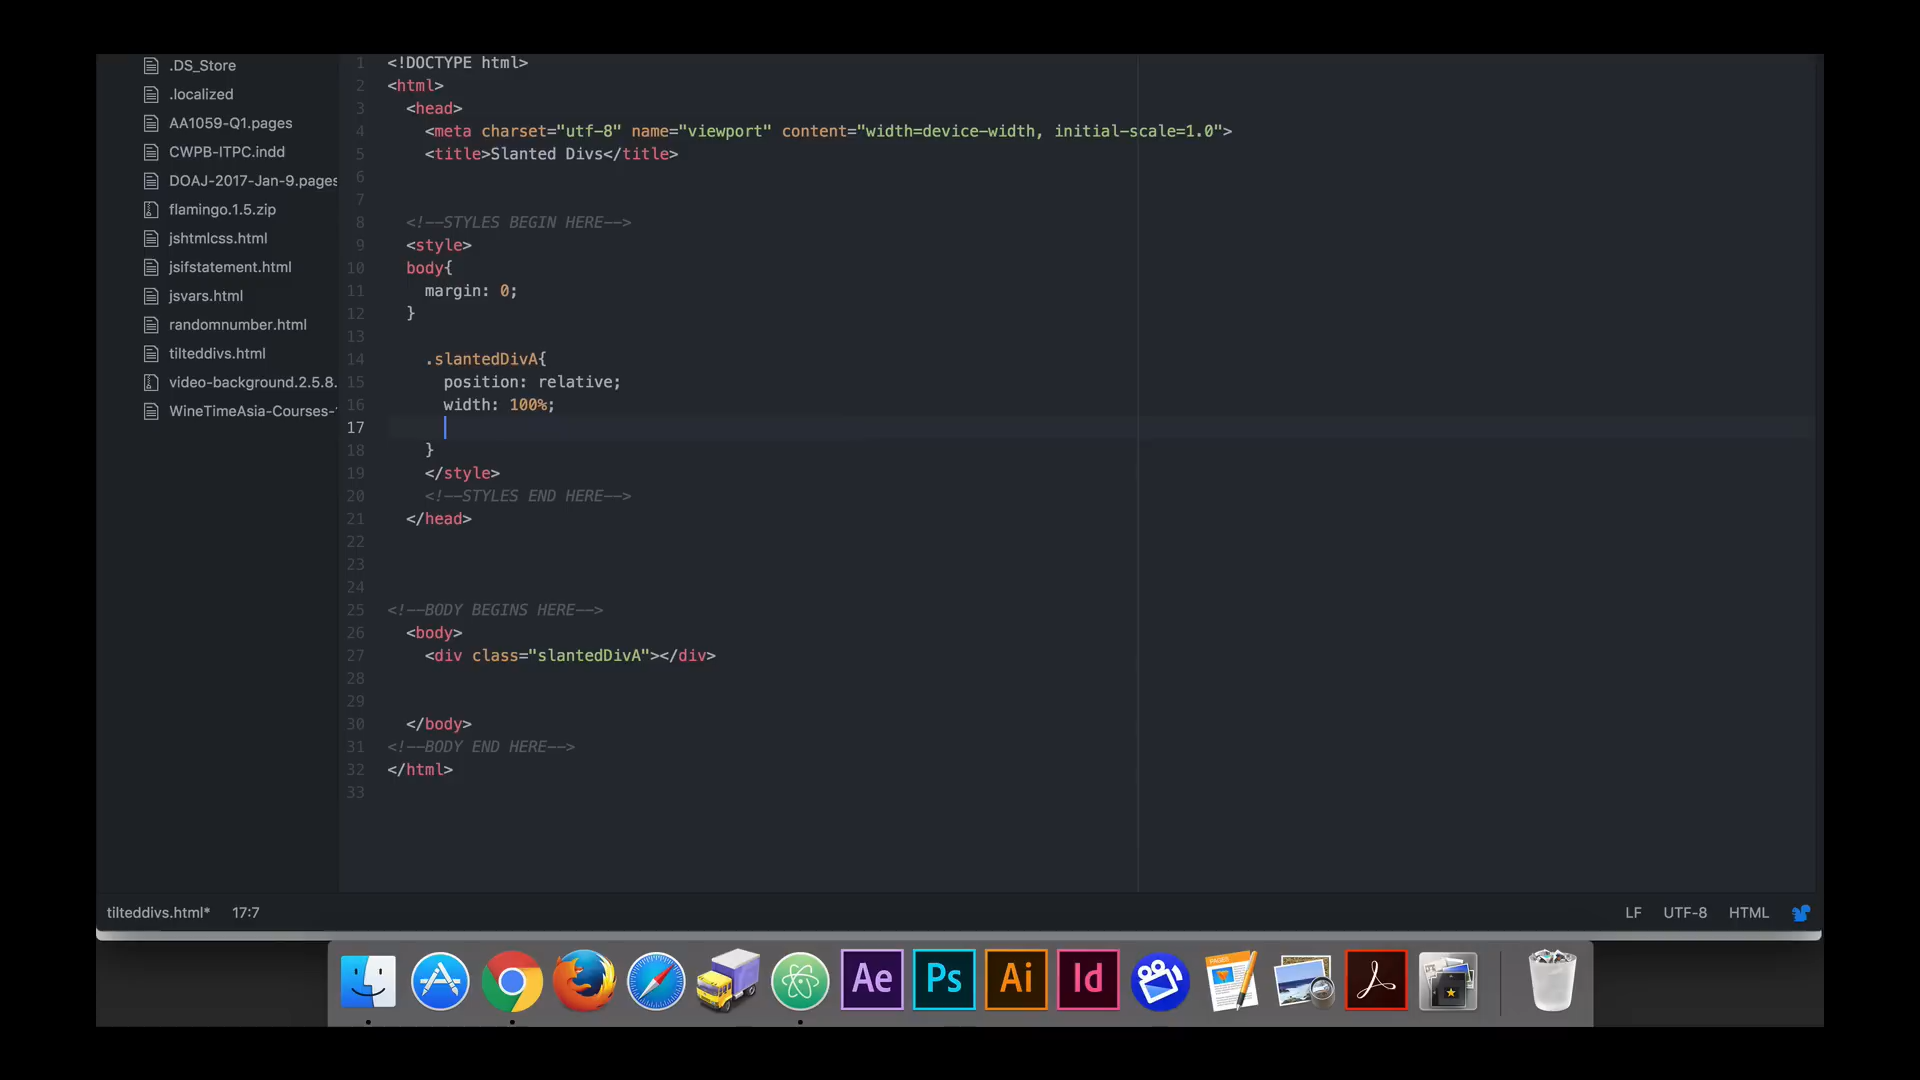 .DS_Store
.localized
AA1059-Q1.pages
CWPB-ITPC.indd
DOAJ-2017-Jan-9.pages
flamingo.1.5.zip
jshtmlcss.html
jsifstatement.html
jsvars.html
randomnumber.html
tilteddivs.html
video-background.2.5.8.
WineTimeAsia-Courses-
1 <!DOCTYPE html>
2 <html>
3 <head>
4 <meta charset="utf-8" name="viewport" content="width=device-width, initial-scale=1.0">
5 <title>Slanted Divs</title>
6
7
8 <!--STYLES BEGIN HERE-->
9 <style>
10 body{
11 margin: 0;
12 }
13
14 .slantedDivA{
15 position: relative;
16 width: 100%;
17
18 }
19 </style>
20 <!--STYLES END HERE-->
21 </head>
22
23
24
25 <!--BODY BEGINS HERE-->
26 <body>
27 <div class="slantedDivA"></div>
28
29
30 </body>
31 <!--BODY END HERE-->
32 </html>
33
tilteddivs.html* 17:7 LF UTF-8 HTML
Ae Ps Ai Id
PAGES